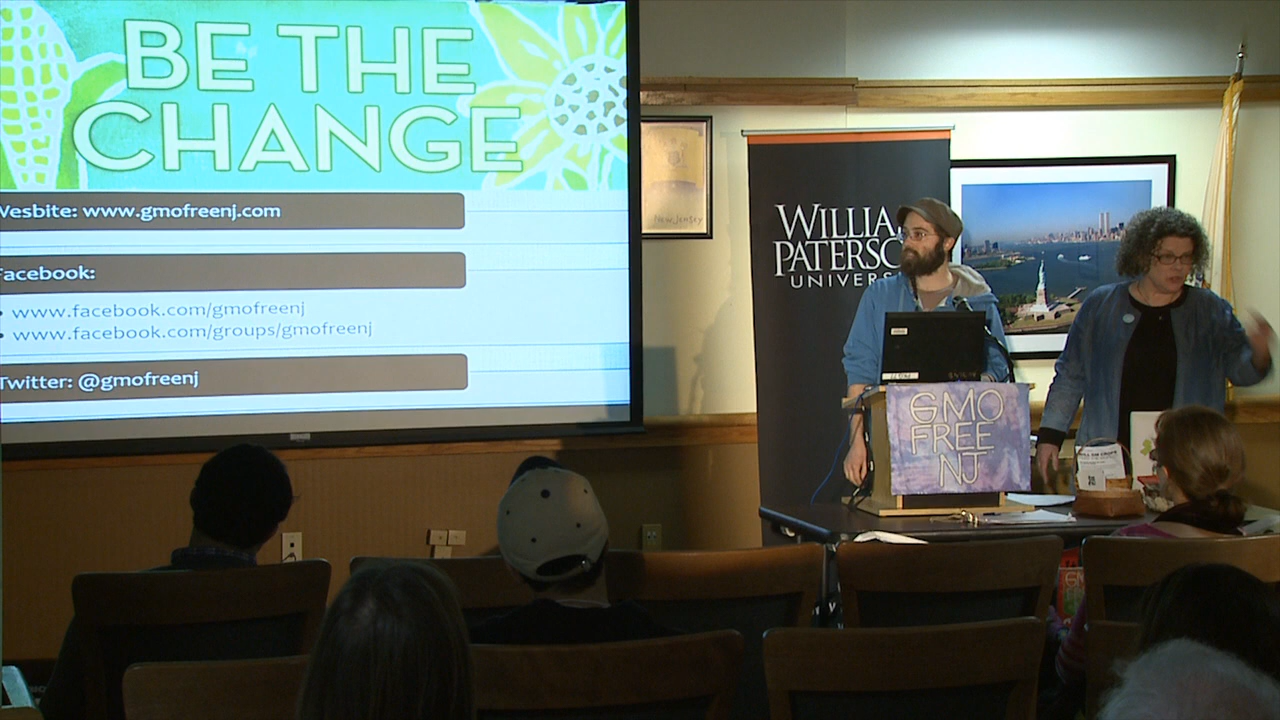 BE THE
CHANGE
Vesbite: www.gmofreenj.com
Facebook:
• www.facebook.com/gmofreenj
• www.facebook.com/groups/gmofreenj
Twitter: @gmofreenj
New Jersey
WILLIA
PATERSO
UNIVERS
GMO
FREE
NJ